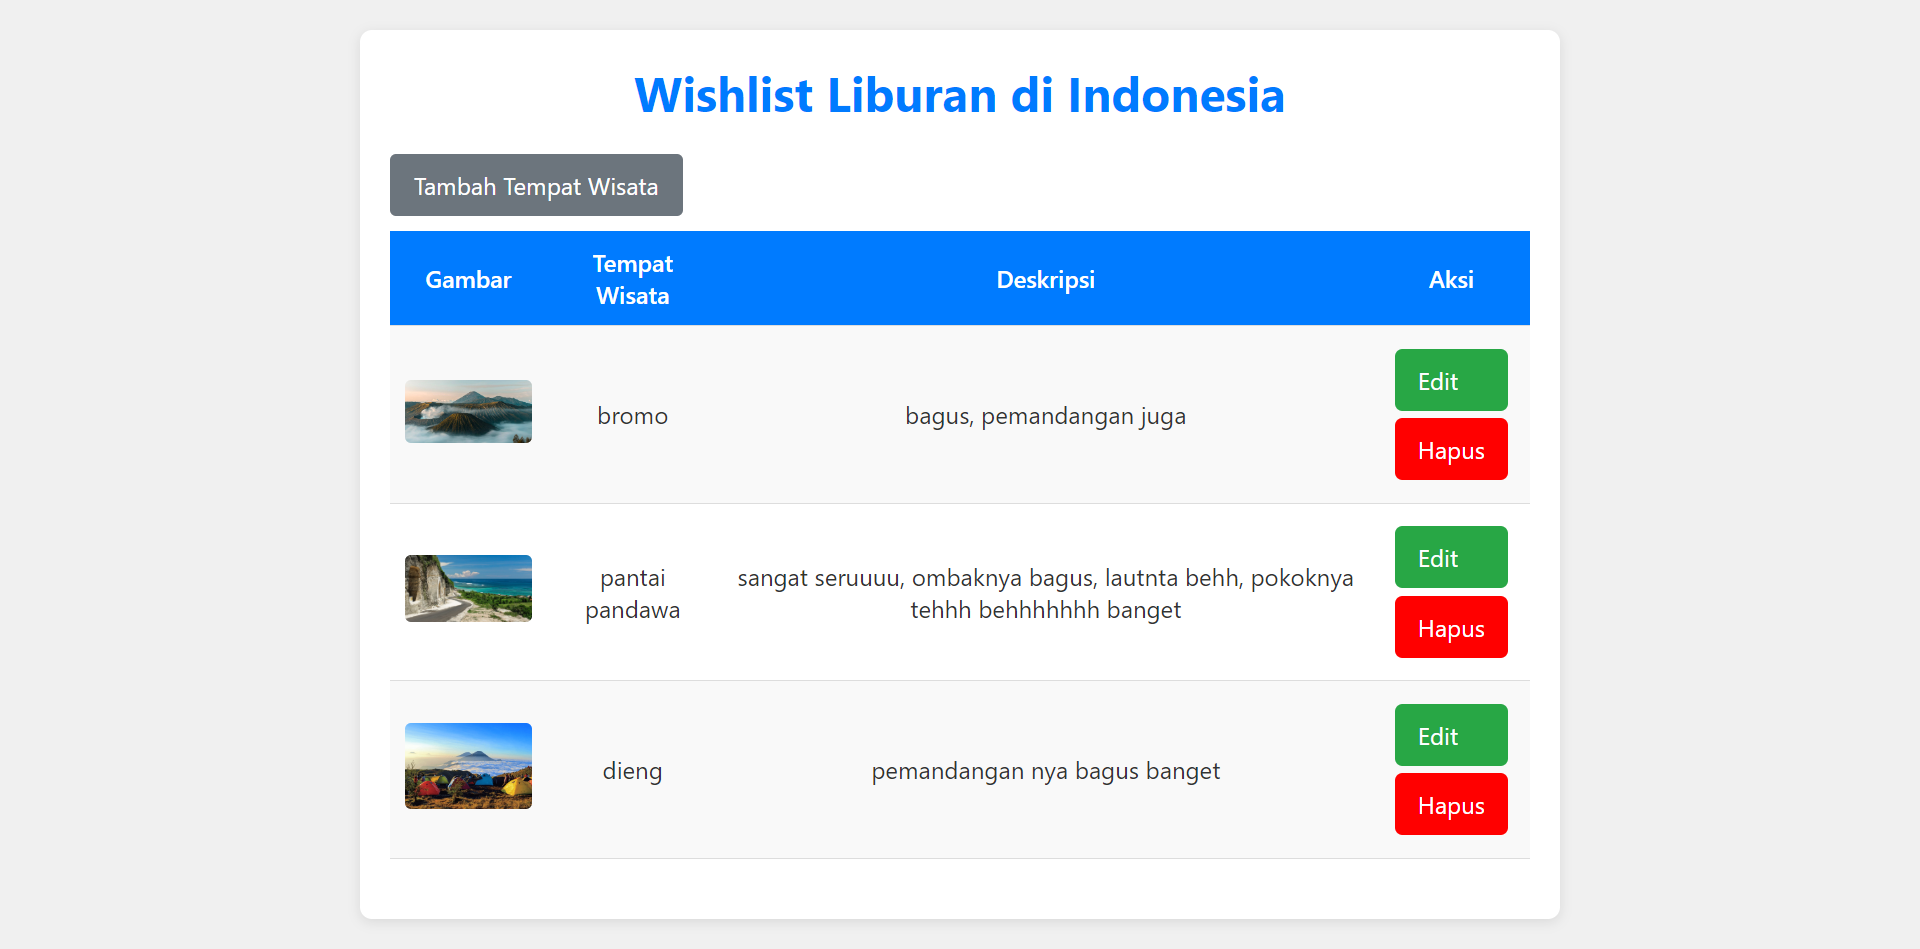 Wishlist Liburan di Indonesia
Tambah Tempat Wisata
Gambar
Tempat
Wisata
Deskripsi
Aksi
bromo
bagus, pemandangan juga
Edit
Hapus
pantai
pandawa
sangat seruuuu, ombaknya bagus, lautnta behh, pokoknya
tehhh behhhhhhh banget
Edit
Hapus
dieng
pemandangan nya bagus banget
Edit
Hapus